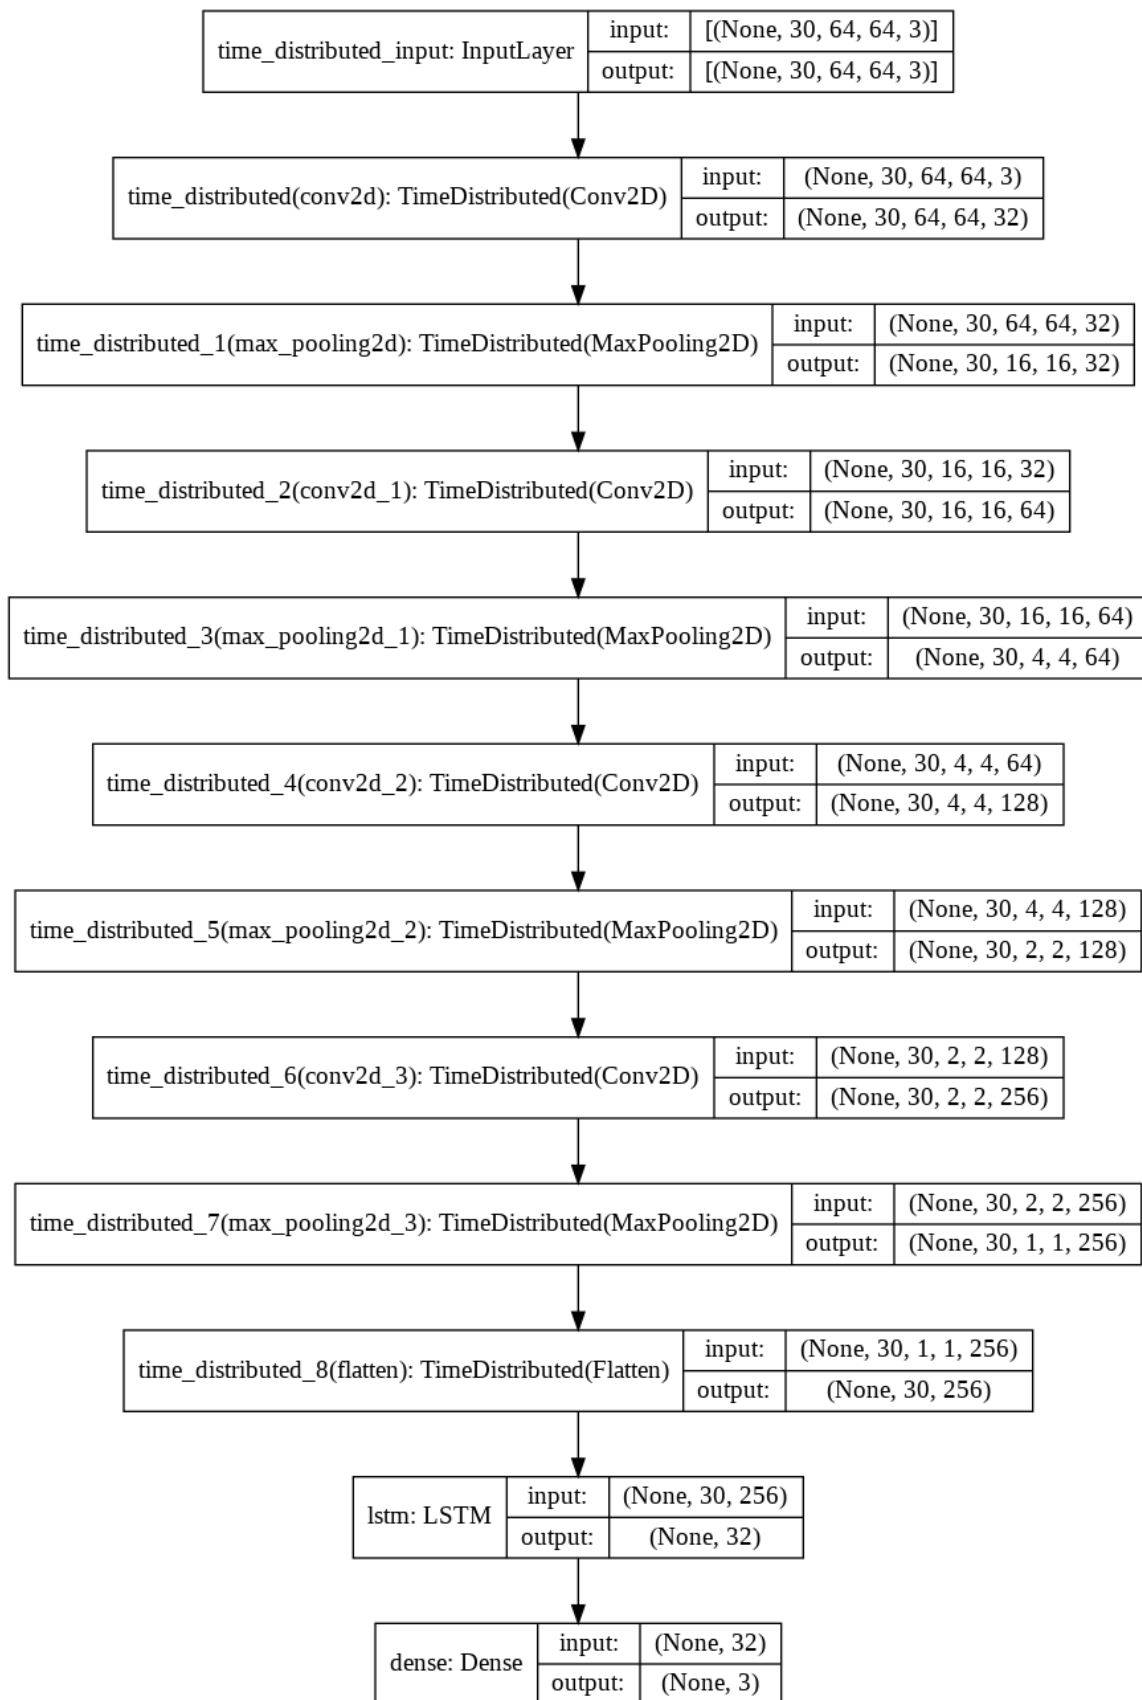 time_distributed_input: InputLayer
input: [(None, 30, 64, 64, 3)]
output: [(None, 30, 64, 64, 3)]
time_distributed(conv2d): TimeDistributed(Conv2D)
input: (None, 30, 64, 64, 3)
output: (None, 30, 64, 64, 32)
time_distributed_1(max_pooling2d): TimeDistributed(MaxPooling2D)
input: (None, 30, 64, 64, 32)
output: (None, 30, 16, 16, 32)
time_distributed_2(conv2d_1): TimeDistributed(Conv2D)
input: (None, 30, 16, 16, 32)
output: (None, 30, 16, 16, 64)
time_distributed_3(max_pooling2d_1): TimeDistributed(MaxPooling2D)
input: (None, 30, 16, 16, 64)
output: (None, 30, 4, 4, 64)
time_distributed_4(conv2d_2): TimeDistributed(Conv2D)
input: (None, 30, 4, 4, 64)
output: (None, 30, 4, 4, 128)
time_distributed_5(max_pooling2d_2): TimeDistributed(MaxPooling2D)
input: (None, 30, 4, 4, 128)
output: (None, 30, 2, 2, 128)
time_distributed_6(conv2d_3): TimeDistributed(Conv2D)
input: (None, 30, 2, 2, 128)
output: (None, 30, 2, 2, 256)
time_distributed_7(max_pooling2d_3): TimeDistributed(MaxPooling2D)
input: (None, 30, 2, 2, 256)
output: (None, 30, 1, 1, 256)
time_distributed_8(flatten): TimeDistributed(Flatten)
input: (None, 30, 1, 1, 256)
output: (None, 30, 256)
lstm: LSTM
input: (None, 30, 256)
output: (None, 32)
dense: Dense
input: (None, 32)
output: (None, 3)